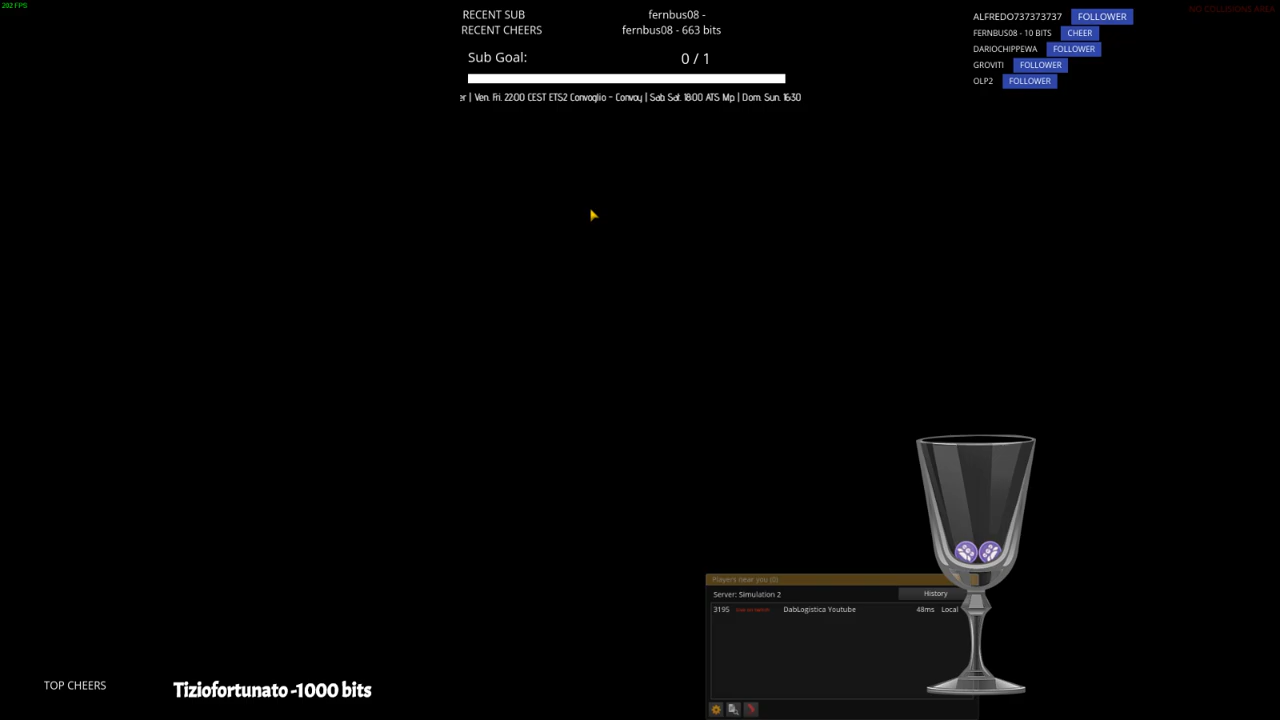 202 FPS
RECENT SUB
fernbus08 -
RECENT CHEERS
fernbus08 - 663 bits
Sub Goal:
0 / 1
er | Ven. Fri. 22:00 CEST ETS2 Convoglio - Convoy | Sab Sat. 18:00 ATS Mp | Dom. Sun. 16:30
ALFREDO737373737 FOLLOWER
FERNBUS08 - 10 BITS CHEER
DARIOCHIPPEWA FOLLOWER
GROVITI FOLLOWER
OLP2 FOLLOWER
NO COLLISIONS AREA
Players near you (0)
Server: Simulation 2
History
3195
DabLogistica Youtube
48ms
Local
TOP CHEERS
Tiziofortunato -1000 bits